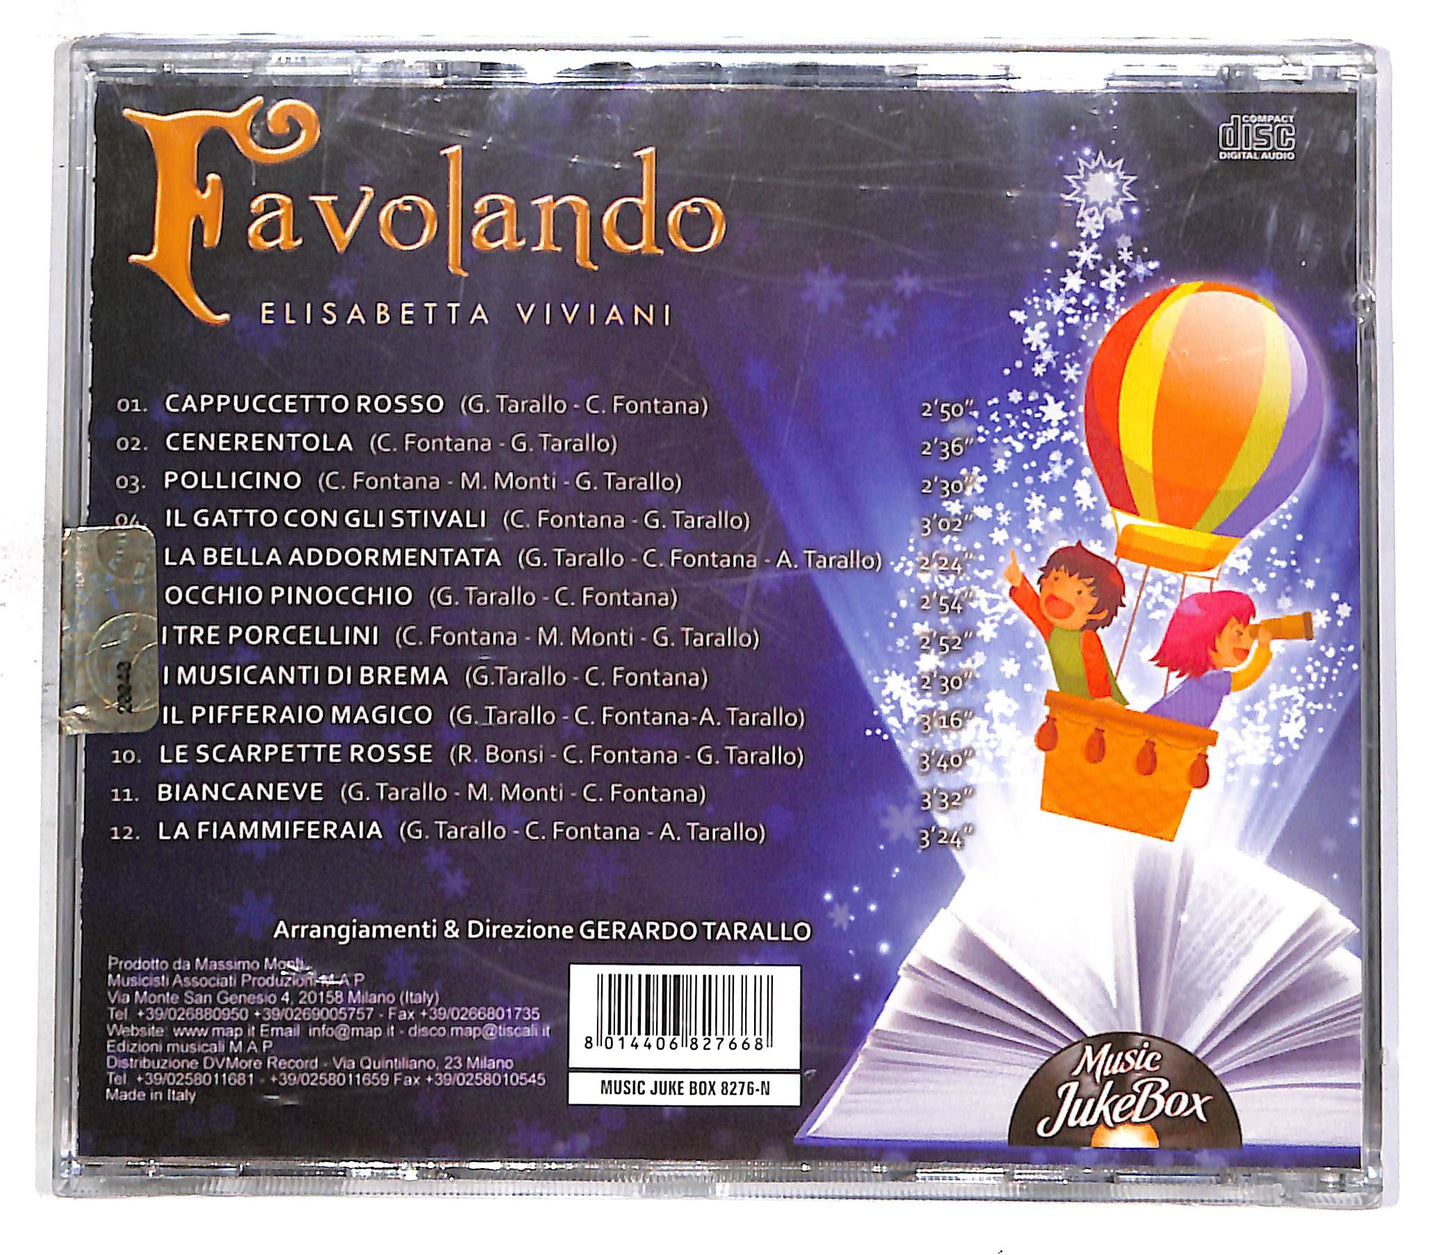 Favolando
ELISABETTA VIVIANI
COMPACT
disc
DIGITAL AUDIO
01. CAPPUCCETTO ROSSO (G. Tarallo - C. Fontana) 2'50"
02. CENERENTOLA (C. Fontana - G. Tarallo) 2'36"
03. POLLICINO (C. Fontana - M. Monti - G. Tarallo) 2'30"
04. IL GATTO CON GLI STIVALI (C. Fontana - G. Tarallo) 3'02"
LA BELLA ADDORMENTATA (G. Tarallo - C. Fontana - A. Tarallo) 2'24"
OCCHIO PINOCCHIO (G. Tarallo - C. Fontana) 2'54"
I TRE PORCELLINI (C. Fontana - M. Monti - G. Tarallo) 2'52"
I MUSICANTI DI BREMA (G.Tarallo - C. Fontana) 2'30"
IL PIFFERAIO MAGICO (G. Tarallo - C. Fontana-A. Tarallo) 3'16"
10. LE SCARPETTE ROSSE (R. Bonsi - C. Fontana - G. Tarallo) 3'40"
11. BIANCANEVE (G. Tarallo - M. Monti - C. Fontana) 3'32"
12. LA FIAMMIFERAIA (G. Tarallo - C. Fontana - A. Tarallo) 3'24"
Arrangiamenti & Direzione GERARDO TARALLO
Prodotto da Massimo Monti
Musicisti Associati Produzioni M A P
Via Monte San Genesio 4, 20158 Milano (Italy)
Tel. +39/026880950 +39/0269005757 - Fax +39/0266801735
Website: www.map.it Email: info@map.it - disco.map@tiscali.it
Edizioni musicali M A P
Distribuzione DVMore Record - Via Quintiliano, 23 Milano
Tel. +39/0258011681 - +39/0258011659 Fax +39/0258010545
Made in Italy
8 014406 827668
MUSIC JUKE BOX 8276-N
Music
JukeBox